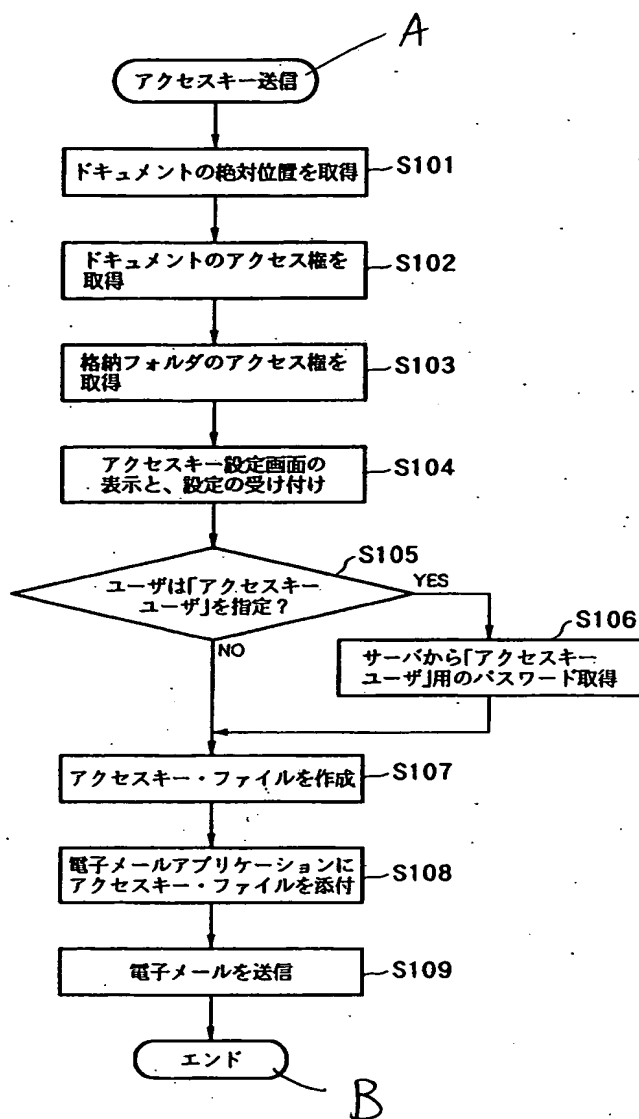 A
アクセスキー送信
ドキュメントの絶対位置を取得
S101
ドキュメントのアクセス権を
取得
S102
格納フォルダのアクセス権を
取得
S103
アクセスキー設定画面の
表示と、設定の受け付け
S104
S105
ユーザは「アクセスキー
ユーザ」を指定？
YES
NO
S106
サーバから「アクセスキー
ユーザ」用のパスワード取得
アクセスキー・ファイルを作成
S107
電子メールアプリケーションに
アクセスキー・ファイルを添付
S108
電子メールを送信
S109
エンド
B